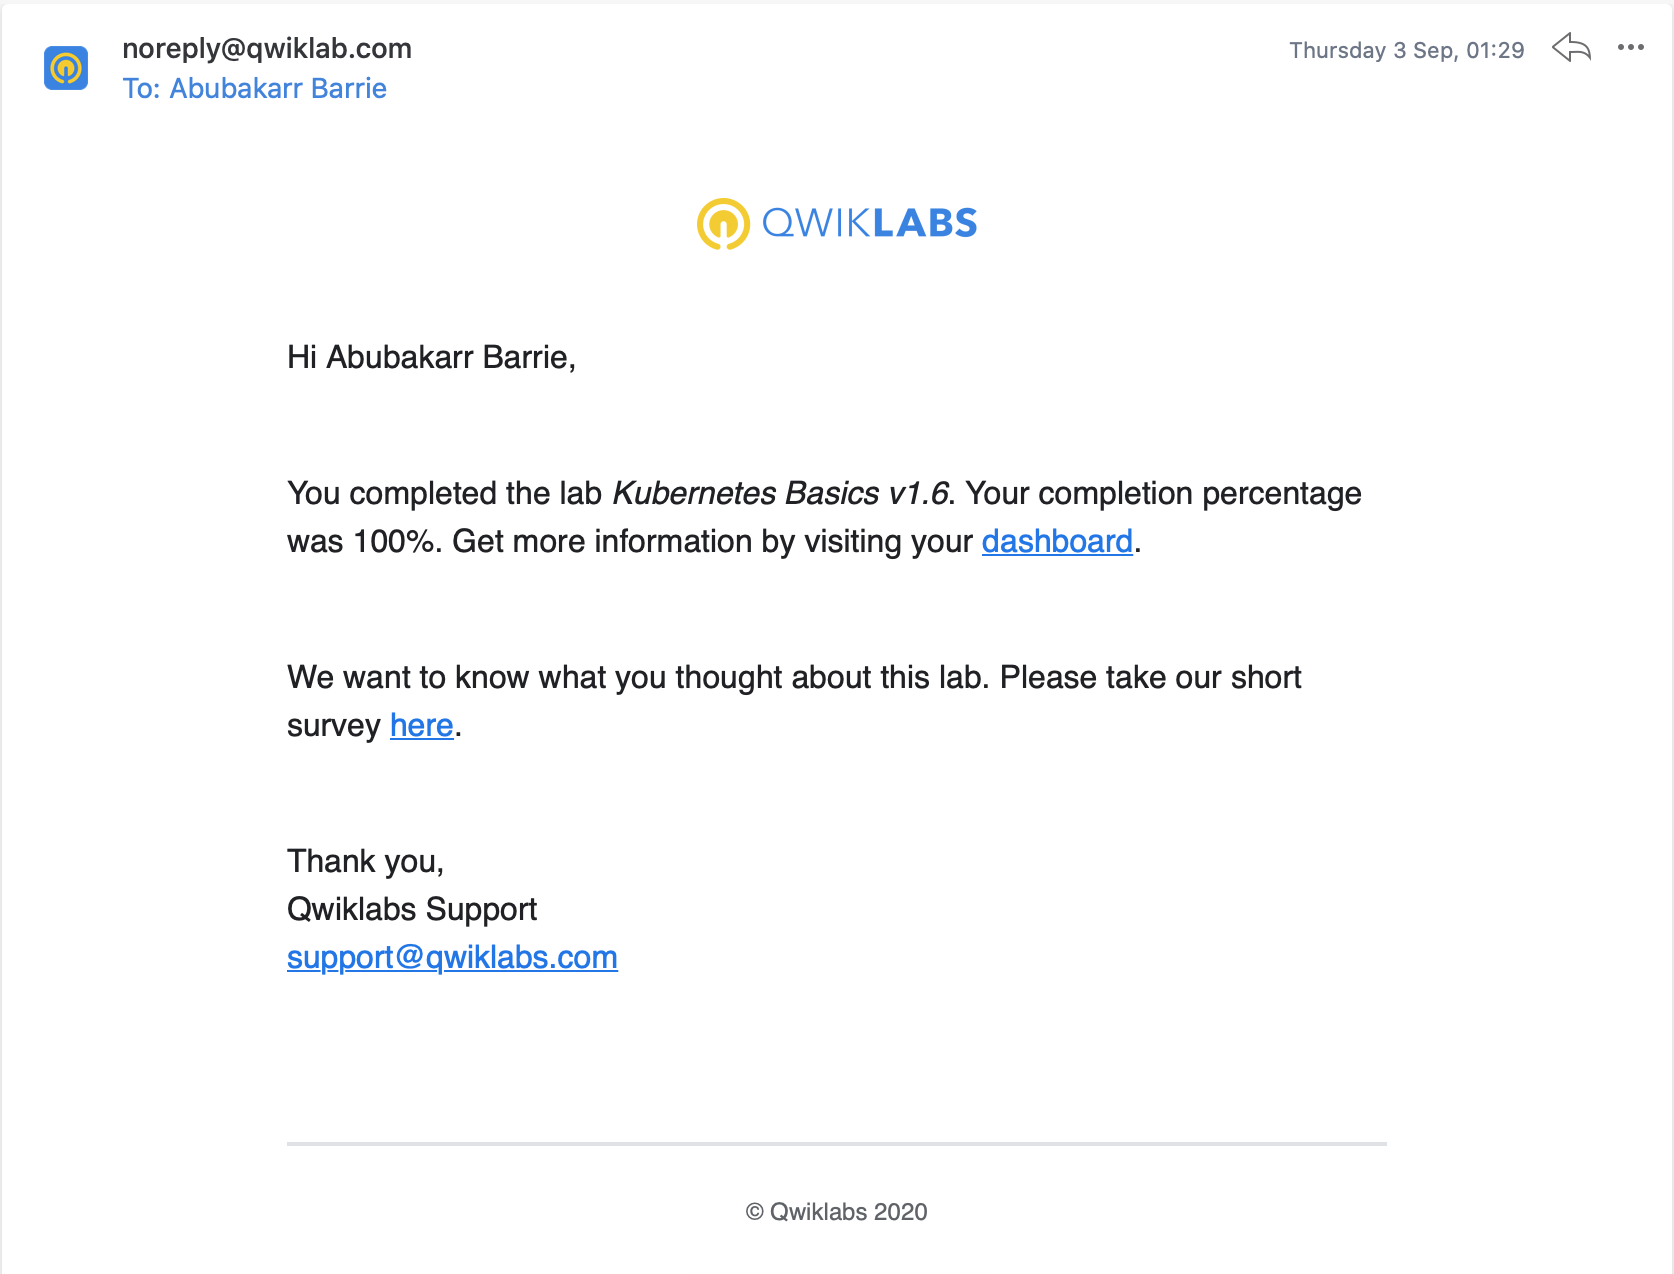 noreply@qwiklab.com
Thursday 3 Sep, 01:29
To: Abubakarr Barrie
QWIKLABS
Hi Abubakarr Barrie,
You completed the lab Kubernetes Basics v1.6. Your completion percentage
was 100%. Get more information by visiting your dashboard.
We want to know what you thought about this lab. Please take our short
survey here.
Thank you,
Qwiklabs Support
support@qwiklabs.com
© Qwiklabs 2020